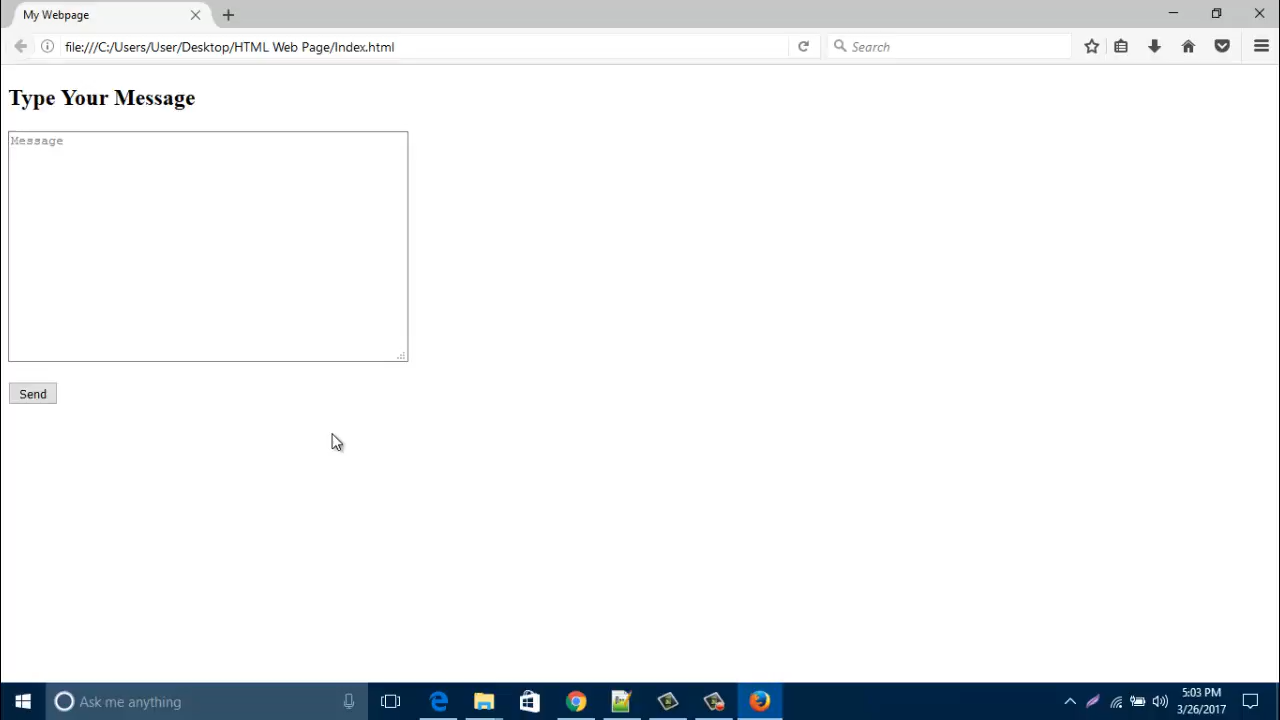 My Webpage
file:///C:/Users/User/Desktop/HTML Web Page/Index.html
Search
Type Your Message
Message
Send
Ask me anything
5:03 PM
3/26/2017